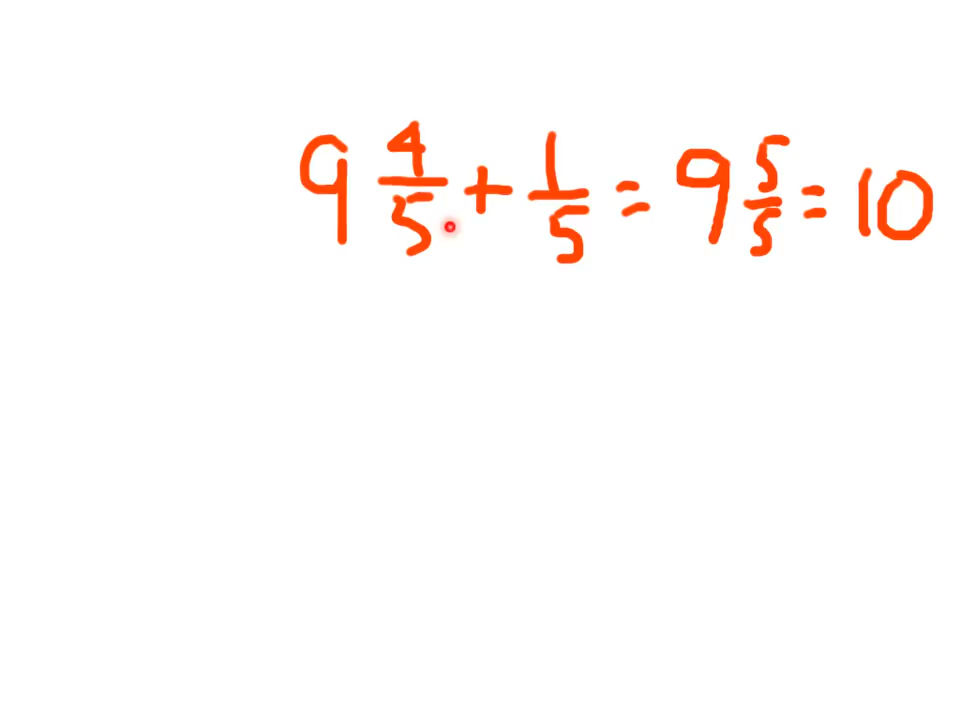 9 4/5 + 1/5 = 9 5/5 = 10